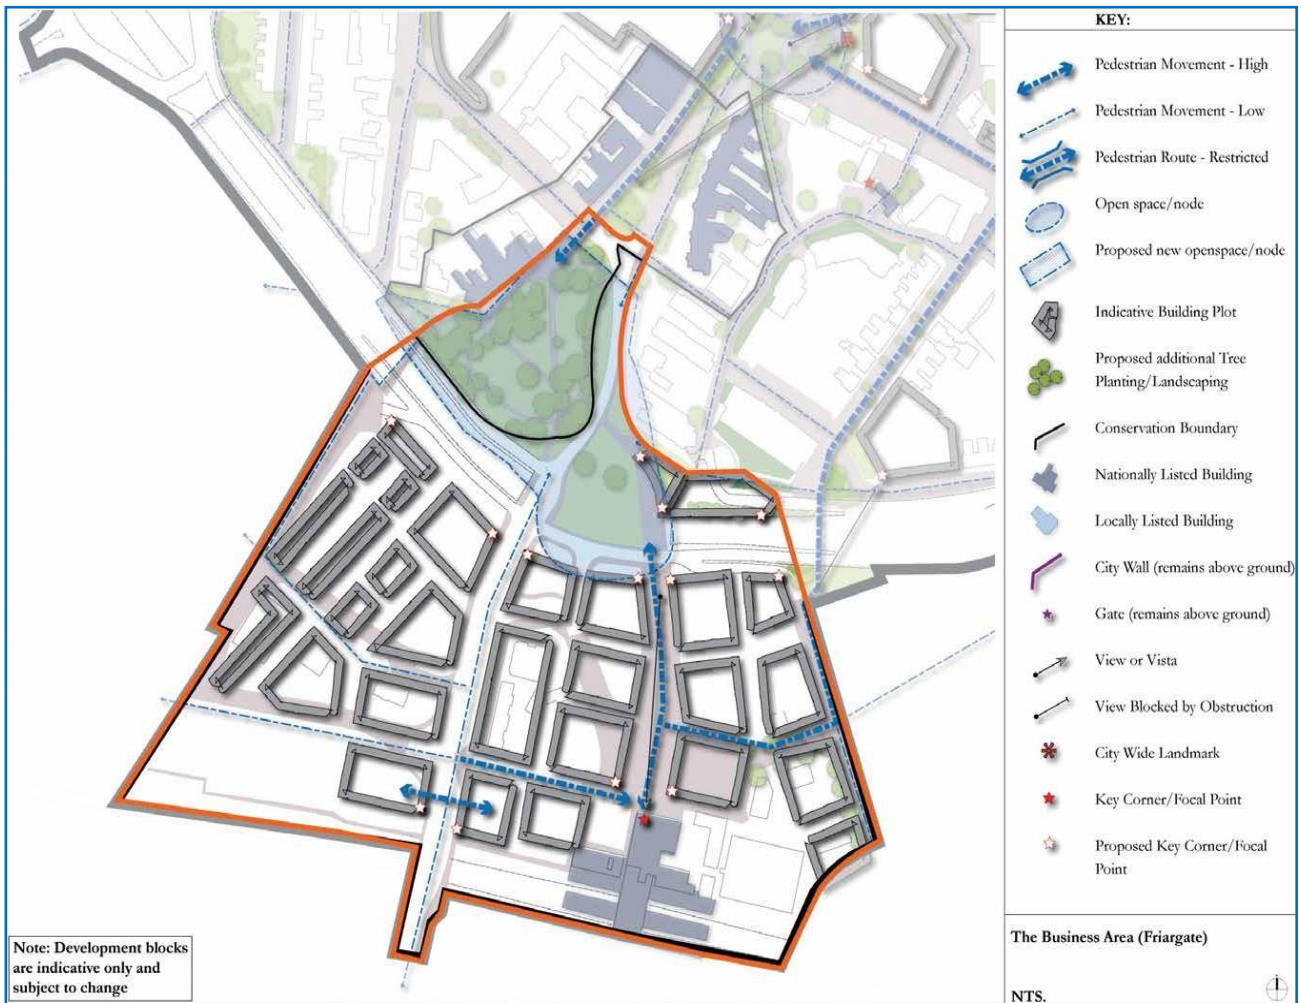 KEY:
Pedestrian Movement - High
Pedestrian Movement - Low
Pedestrian Route - Restricted
Open space/node
Proposed new openspace/node
Indicative Building Plot
Proposed additional Tree
Planting/Landscaping
Conservation Boundary
Nationally Listed Building
Locally Listed Building
City Wall (remains above ground)
Gate (remains above ground)
View or Vista
View Blocked by Obstruction
City Wide Landmark
Key Corner/Focal Point
Proposed Key Corner/Focal
Point
The Business Area (Friargate)
NTS.
Note: Development blocks
are indicative only and
subject to change